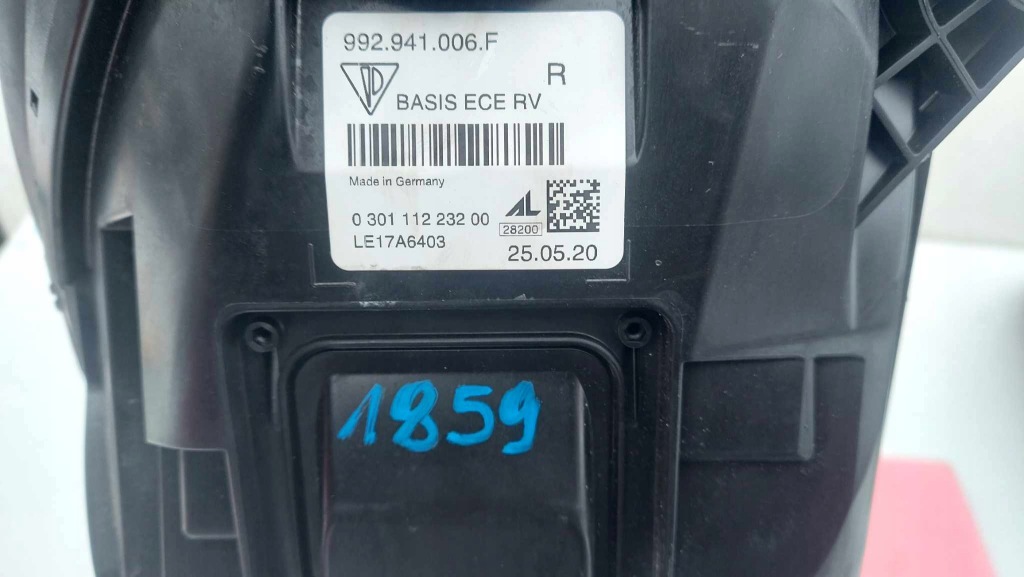 992.941.006.F
R
BASIS ECE RV
Made in Germany
0 301 112 232 00
AL
28200
LE17A6403
25.05.20
1859